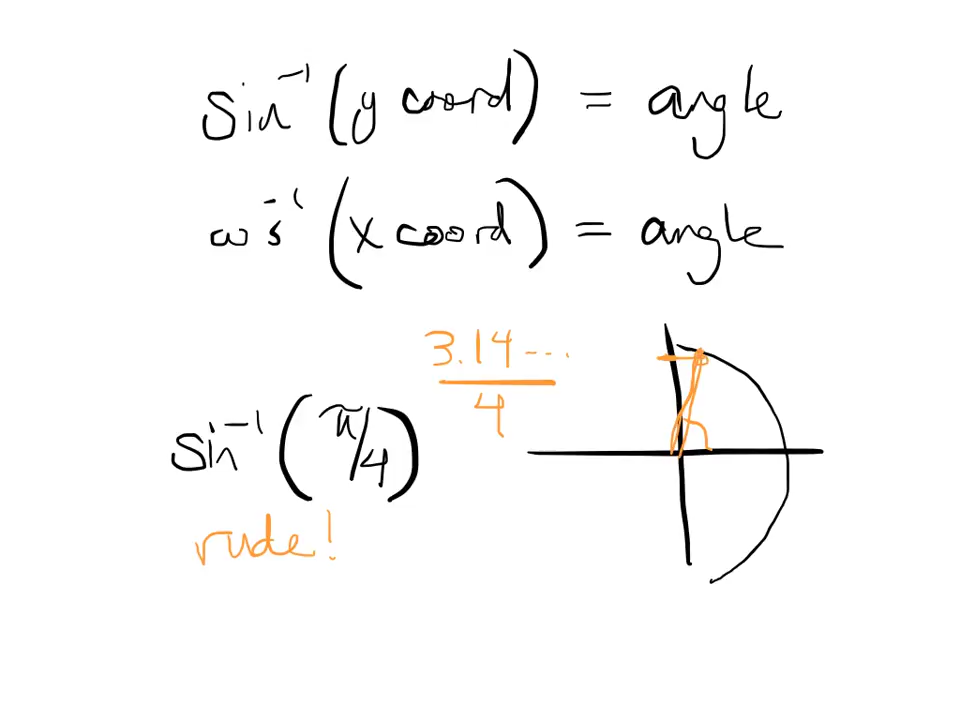 sin⁻¹(y coord) = angle
cos⁻¹(x coord) = angle
3.14...
4
sin⁻¹(π/4)
rude!